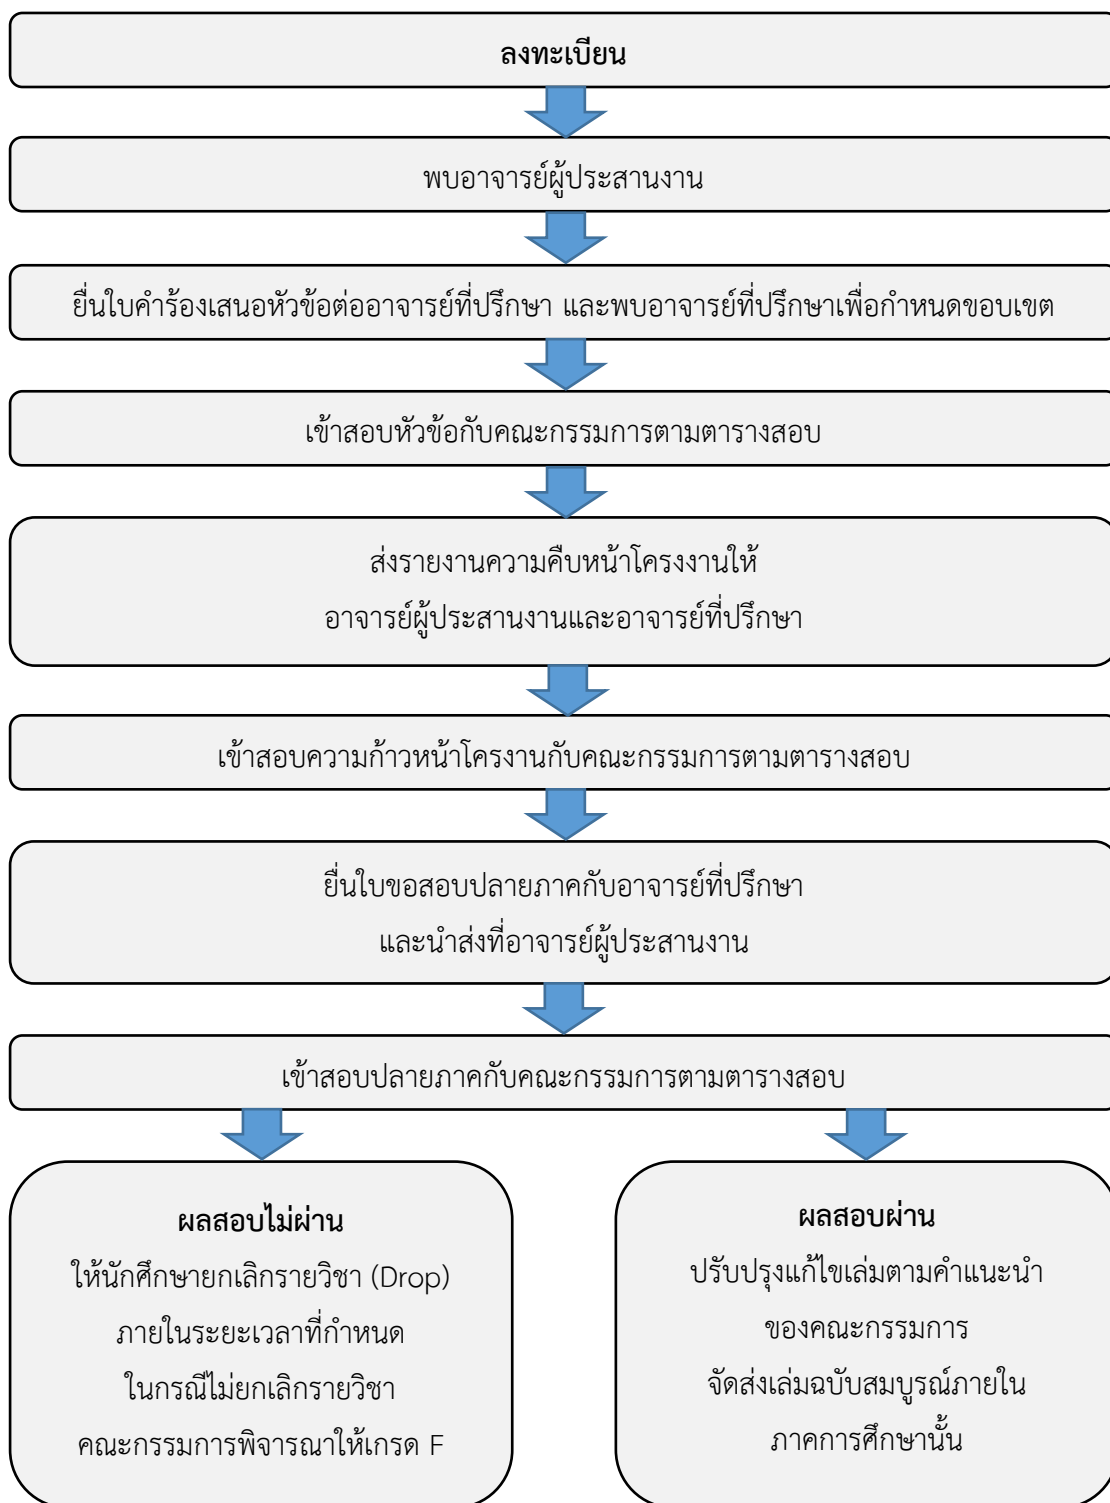 ลงทะเบียน
พบอาจารย์ผู้ประสานงาน
ยื่นใบคำร้องเสนอหัวข้อต่ออาจารย์ที่ปรึกษา และพบอาจารย์ที่ปรึกษาเพื่อกำหนดขอบเขต
เข้าสอบหัวข้อกับคณะกรรมการตามตารางสอบ
ส่งรายงานความคืบหน้าโครงงานให้
อาจารย์ผู้ประสานงานและอาจารย์ที่ปรึกษา
เข้าสอบความก้าวหน้าโครงงานกับคณะกรรมการตามตารางสอบ
ยื่นใบขอสอบปลายภาคกับอาจารย์ที่ปรึกษา
และนำส่งที่อาจารย์ผู้ประสานงาน
เข้าสอบปลายภาคกับคณะกรรมการตามตารางสอบ
ผลสอบไม่ผ่าน
ให้นักศึกษายกเลิกรายวิชา (Drop)
ภายในระยะเวลาที่กำหนด
ในกรณีไม่ยกเลิกรายวิชา
คณะกรรมการพิจารณาให้เกรด F
ผลสอบผ่าน
ปรับปรุงแก้ไขเล่มตามคำแนะนำ
ของคณะกรรมการ
จัดส่งเล่มฉบับสมบูรณ์ภายใน
ภาคการศึกษานั้น